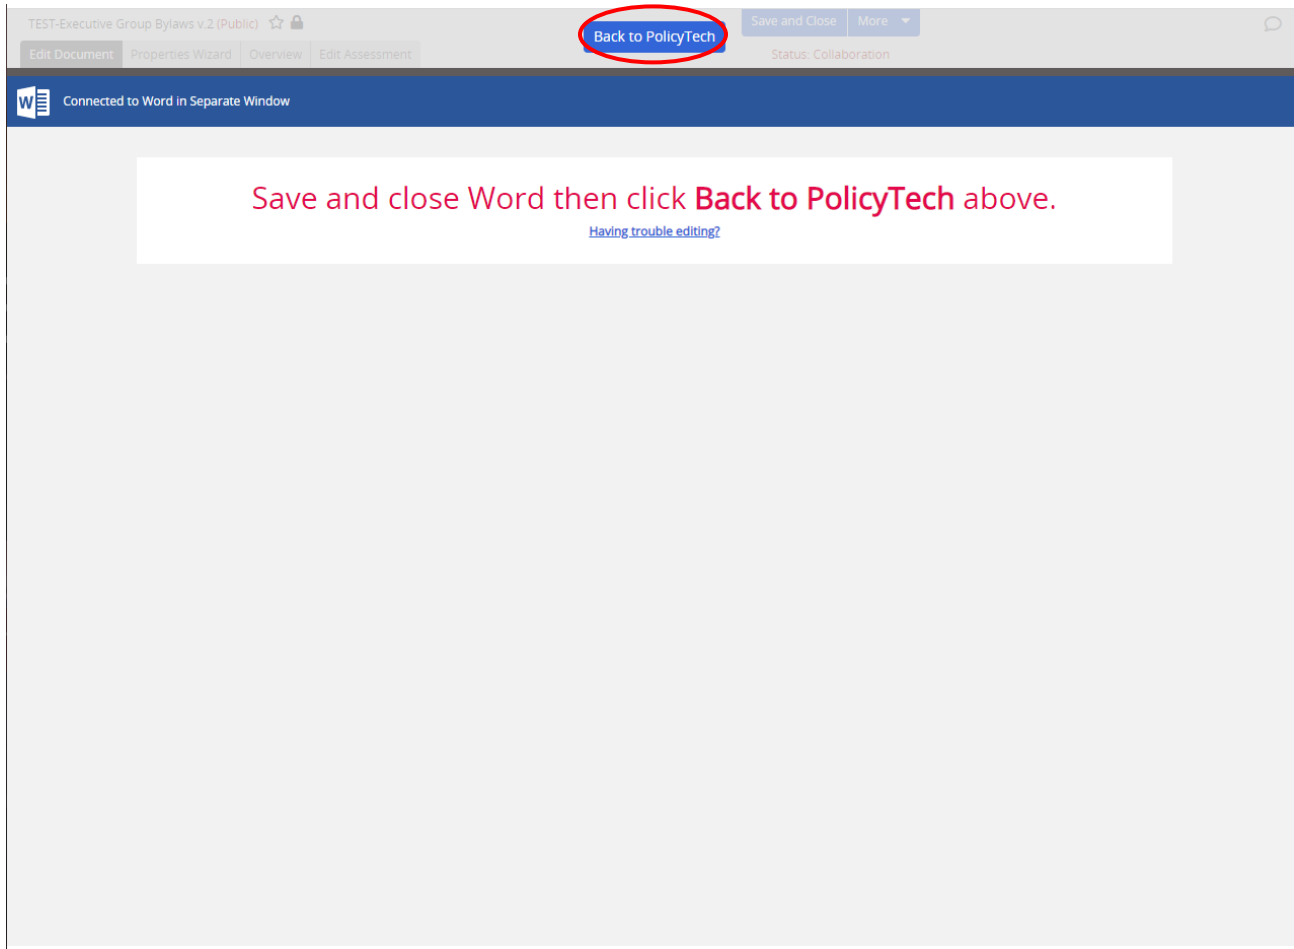 TEST-Executive Group Bylaws v.2 (Public)
Back to PolicyTech
Save and Close More
Edit Document Properties Wizard Overview Edit Assessment
Status: Collaboration
W
Connected to Word in Separate Window
Save and close Word then click Back to PolicyTech above.
Having trouble editing?